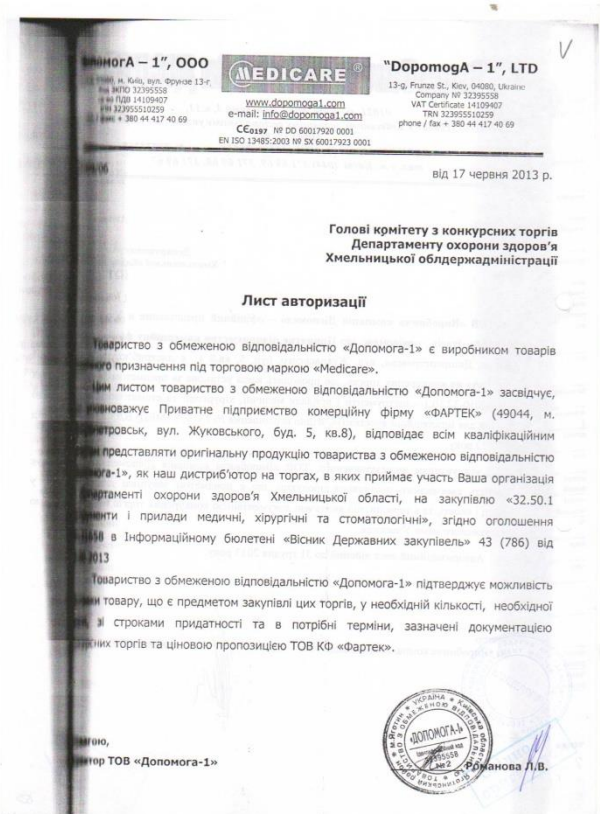 допомогА – 1”, ООО
MEDICARE ®
“DopomogA – 1”, LTD
м. Київ, вул. Фрунзе 13-г.
13-g, Frunze St., Kiev, 04080, Ukraine
ЗКПО 32395558
Company № 32395558
ПДВ 14109407
www.dopomoga1.com
VAT Certificate 14109407
323955510259
e-mail: info@dopomoga1.com
TRN 323955510259
+ 380 44 417 40 69
phone / fax + 380 44 417 40 69
CE0197 № DD 60017920 0001
EN ISO 13485:2003 № SX 60017923 0001
від 17 червня 2013 р.
Голові комітету з конкурсних торгів
Департаменту охорони здоров’я
Хмельницької облдержадміністрації
Лист авторизації
Товариство з обмеженою відповідальністю «Допомога-1» є виробником товарів
призначення під торговою маркою «Medicare».
Цим листом товариство з обмеженою відповідальністю «Допомога-1» засвідчує,
Приватне підприємство комерційну фірму «ФАРТЕК» (49044, м.
вул. Жуковського, буд. 5, кв.8), відповідає всім кваліфікаційним
представляти оригінальну продукцію товариства з обмеженою відповідальністю
як наш дистриб’ютор на торгах, в яких приймає участь Ваша організація
охорони здоров’я Хмельницької області, на закупівлю «32.50.1
і прилади медичні, хірургічні та стоматологічні», згідно оголошення
в Інформаційному бюлетені «Вісник Державних закупівель» 43 (786) від
2013
Товариство з обмеженою відповідальністю «Допомога-1» підтверджує можливість
товару, що є предметом закупівлі цих торгів, у необхідній кількості, необхідної
зі строками придатності та в потрібні терміни, зазначені документацією
торгів та ціновою пропозицією ТОВ КФ «Фартек».
ТОВ «Допомога-1»
Романова Л.В.
УКРАЇНА
«ДОПОМОГА-1»
32395558
№2